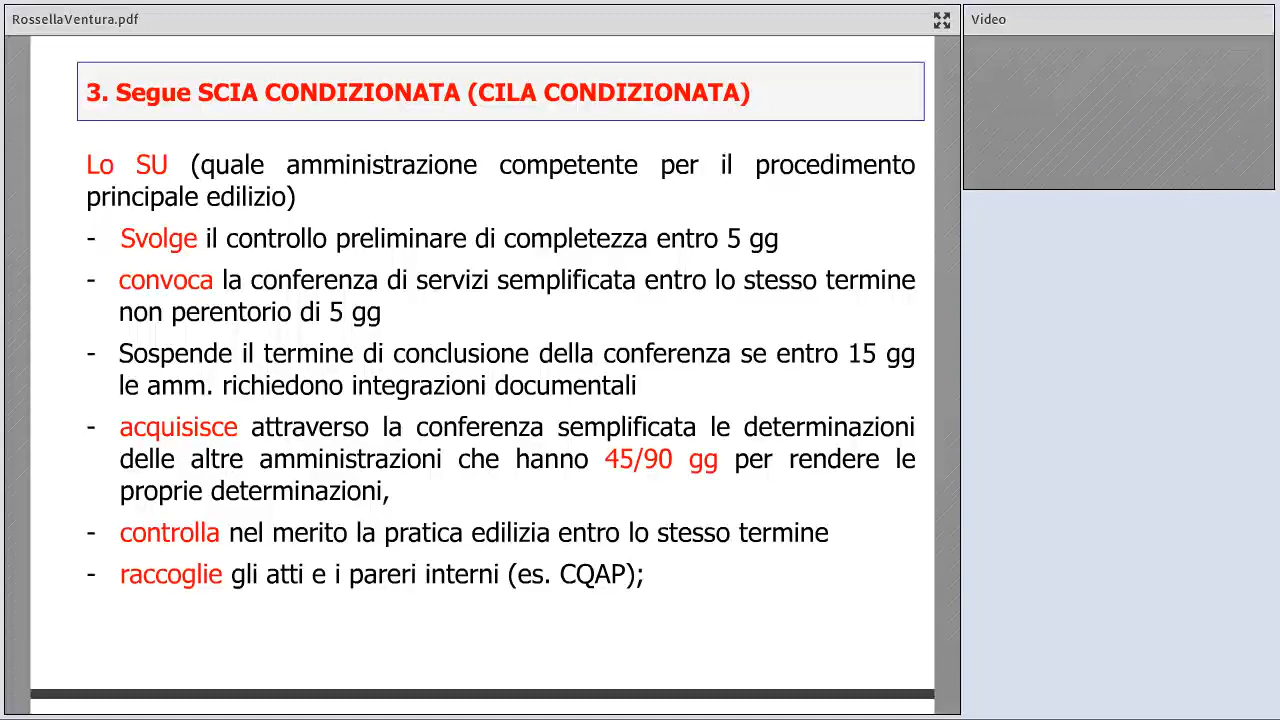 RossellaVentura.pdf
Video
3. Segue SCIA CONDIZIONATA (CILA CONDIZIONATA)
Lo SU (quale amministrazione competente per il procedimento
principale edilizio)
- Svolge il controllo preliminare di completezza entro 5 gg
- convoca la conferenza di servizi semplificata entro lo stesso termine
non perentorio di 5 gg
- Sospende il termine di conclusione della conferenza se entro 15 gg
le amm. richiedono integrazioni documentali
- acquisisce attraverso la conferenza semplificata le determinazioni
delle altre amministrazioni che hanno 45/90 gg per rendere le
proprie determinazioni,
- controlla nel merito la pratica edilizia entro lo stesso termine
- raccoglie gli atti e i pareri interni (es. CQAP);